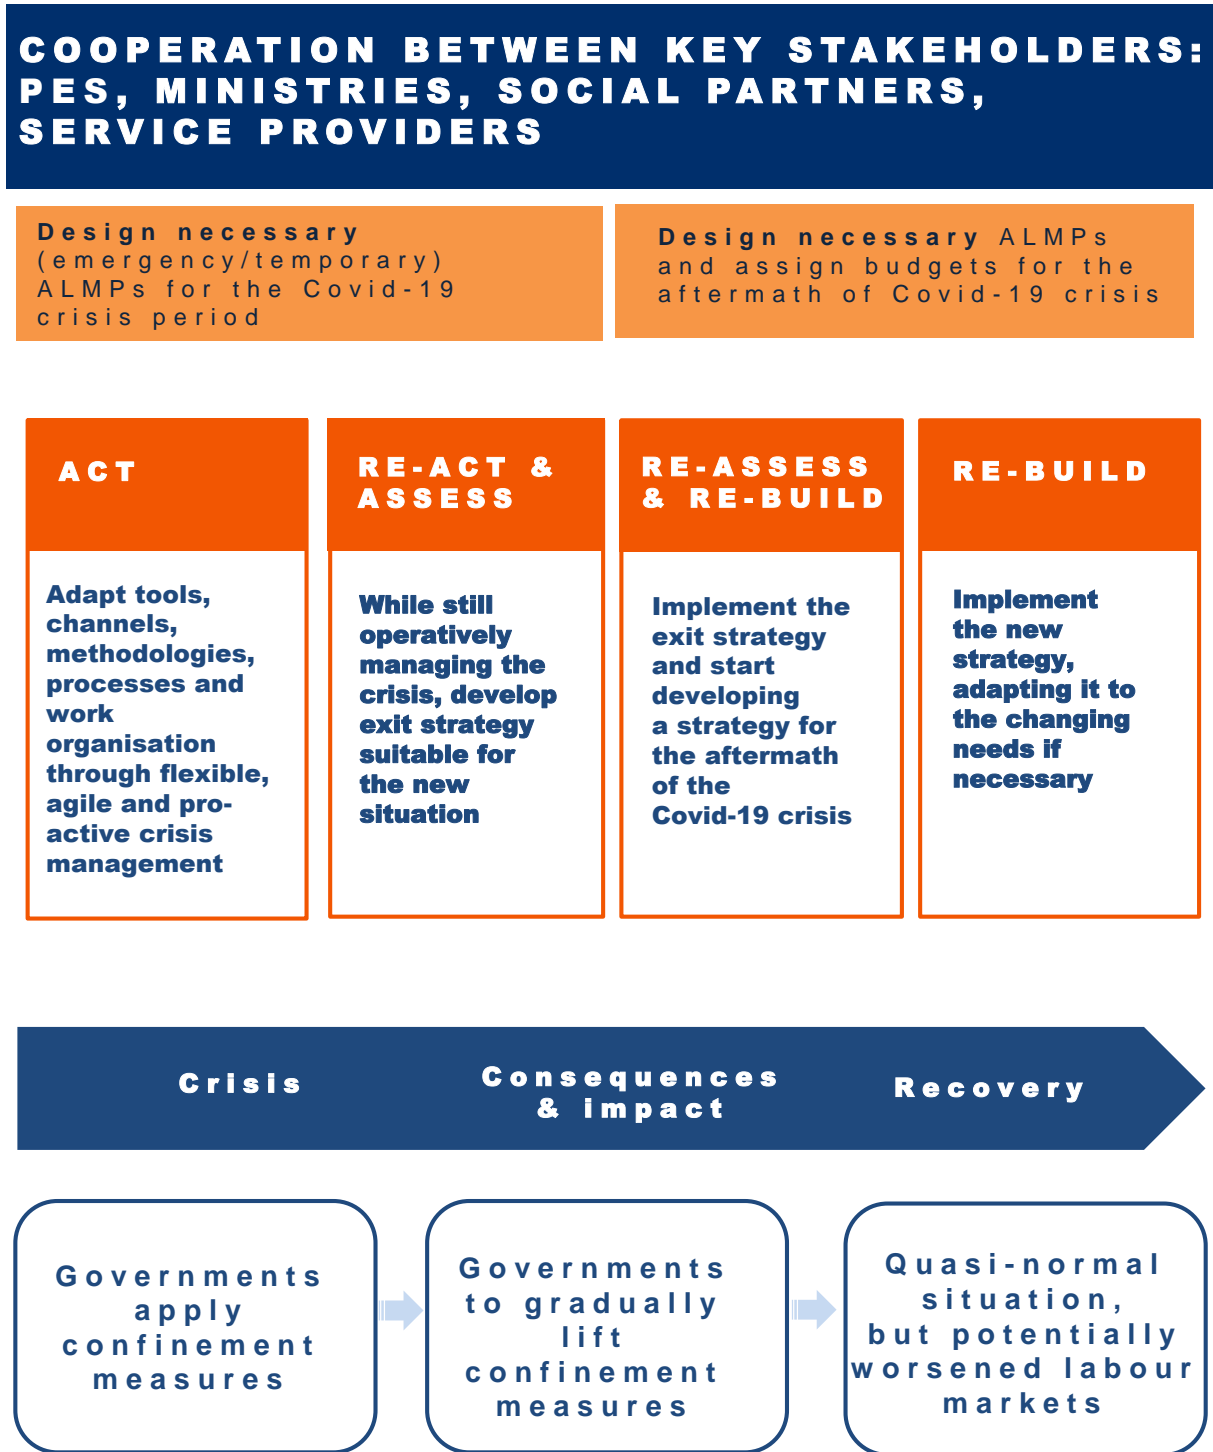 COOPERATION BETWEEN KEY STAKEHOLDERS:
PES, MINISTRIES, SOCIAL PARTNERS,
SERVICE PROVIDERS
Design necessary
(emergency/temporary)
ALMPs for the Covid-19
crisis period
Design necessary ALMPs
and assign budgets for the
aftermath of Covid-19 crisis
ACT
Adapt tools,
channels,
methodologies,
processes and
work
organisation
through flexible,
agile and pro-
active crisis
management
RE-ACT &
ASSESS
While still
operatively
managing the
crisis, develop
exit strategy
suitable for
the new
situation
RE-ASSESS
& RE-BUILD
Implement the
exit strategy
and start
developing
a strategy for
the aftermath
of the
Covid-19 crisis
RE-BUILD
Implement
the new
strategy,
adapting it to
the changing
needs if
necessary
Crisis
Consequences
& impact
Recovery
Governments
apply
confinement
measures
Governments
to gradually
lift
confinement
measures
Quasi-normal
situation,
but potentially
worsened labour
markets